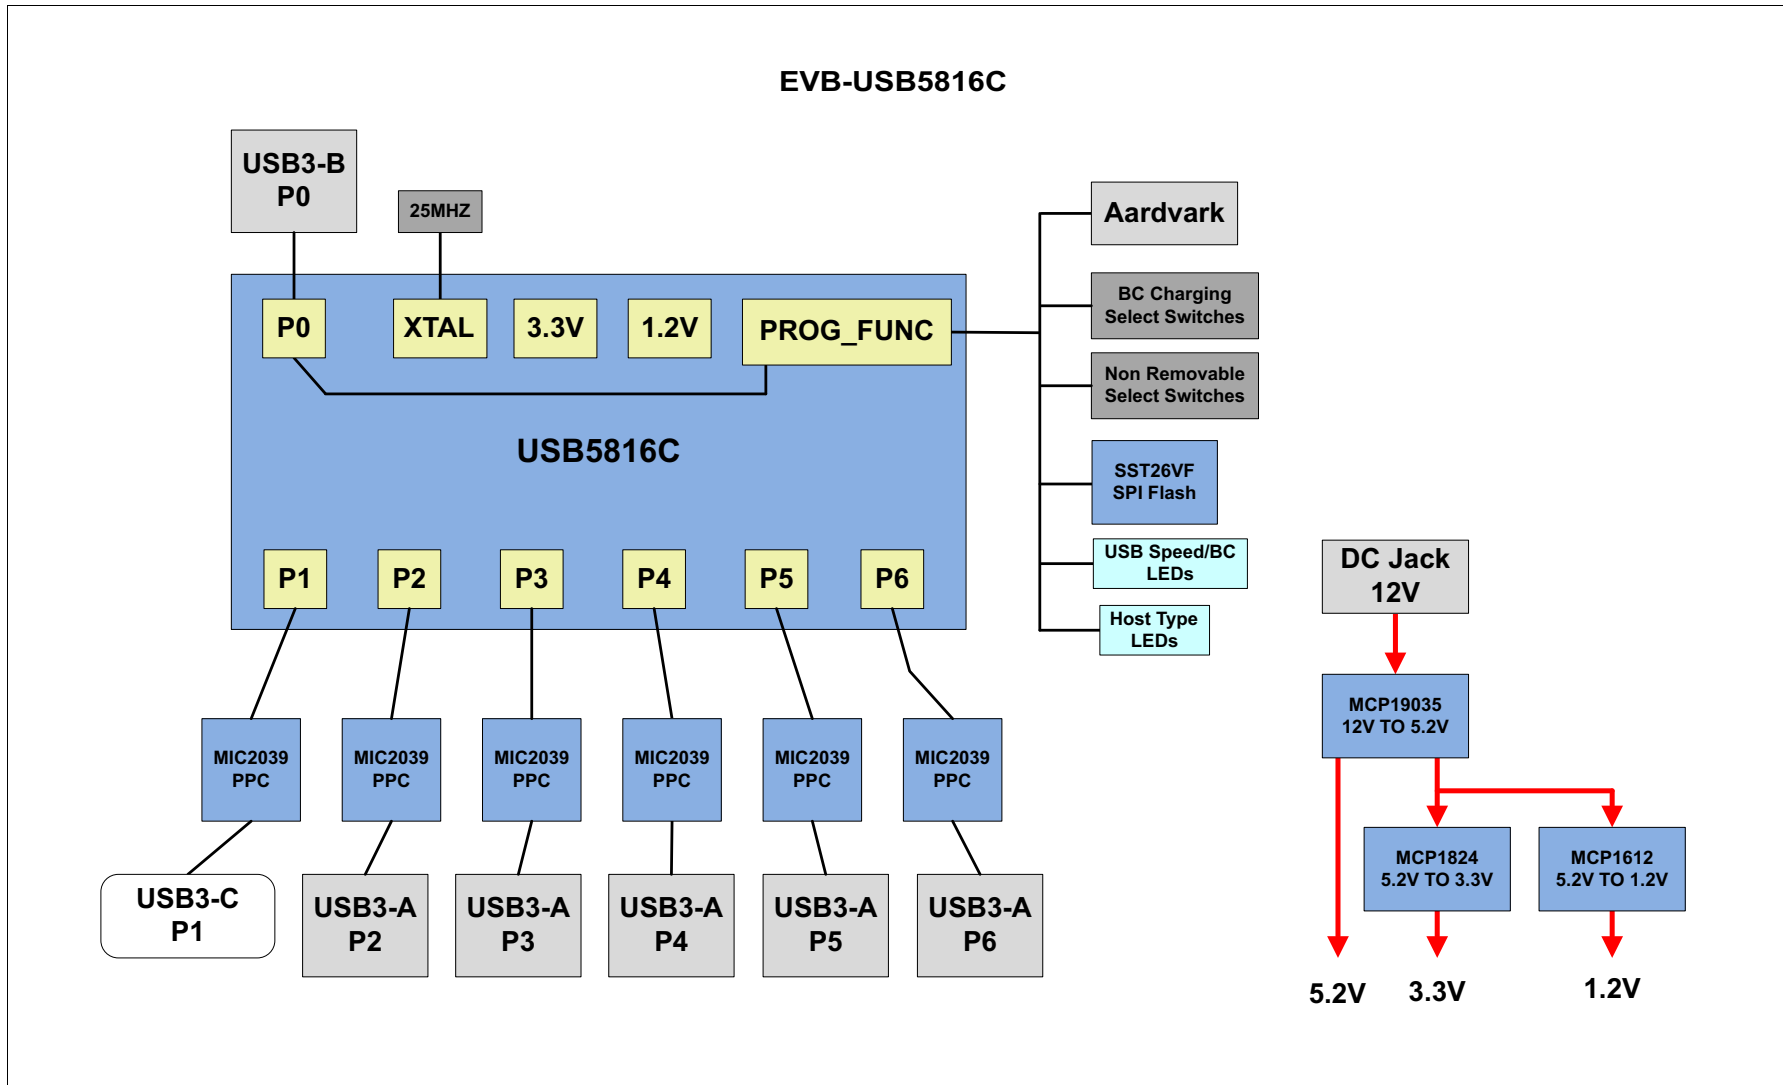 EVB-USB5816C
USB3-B
P0
25MHZ
Aardvark
BC Charging
Select Switches
P0
XTAL
3.3V
1.2V
PROG_FUNC
Non Removable
Select Switches
USB5816C
SST26VF
SPI Flash
USB Speed/BC
LEDs
Host Type
LEDs
P1
P2
P3
P4
P5
P6
DC Jack
12V
MCP19035
12V TO 5.2V
MIC2039
PPC
MIC2039
PPC
MIC2039
PPC
MIC2039
PPC
MIC2039
PPC
MIC2039
PPC
MCP1824
5.2V TO 3.3V
MCP1612
5.2V TO 1.2V
USB3-C
P1
USB3-A
P2
USB3-A
P3
USB3-A
P4
USB3-A
P5
USB3-A
P6
5.2V
3.3V
1.2V